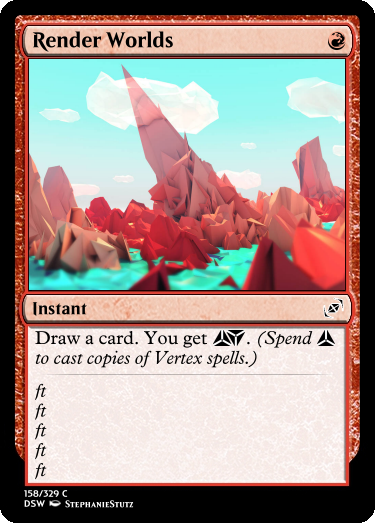 Render Worlds
Instant
Draw a card. You get . (Spend
to cast copies of Vertex spells.)
ft
ft
ft
ft
ft
158/329 C
DSW StephanieStutz